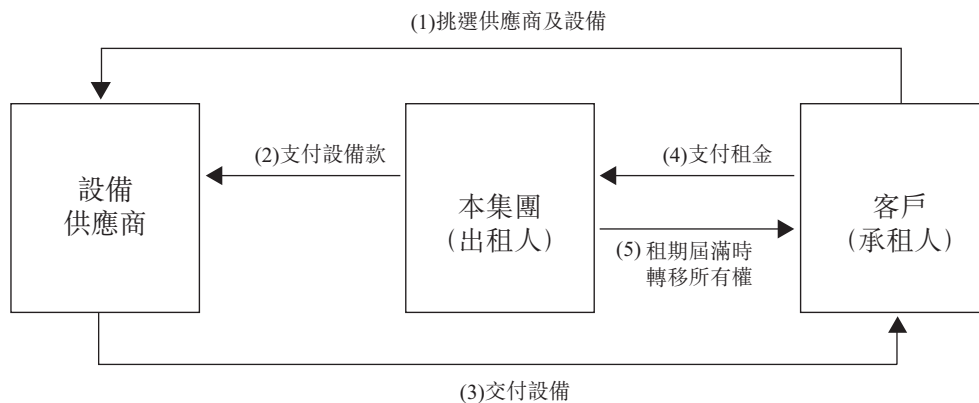 (1)挑選供應商及設備
(2)支付設備款
(4)支付租金
設備
供應商
本集團
（出租人）
客戶
（承租人）
(5) 租期屆滿時
轉移所有權
(3)交付設備